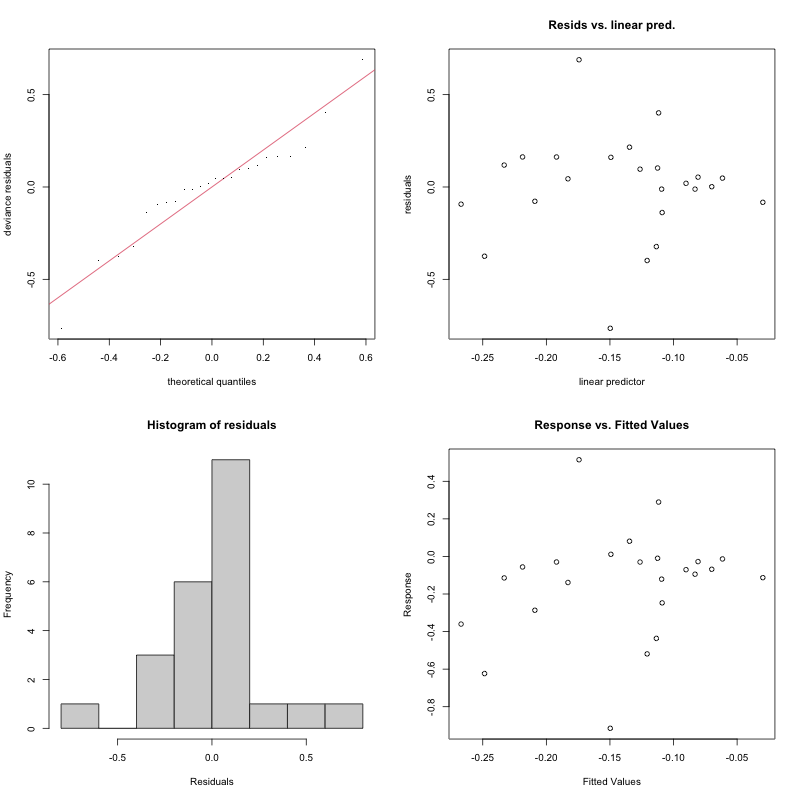 deviance residuals
-0.5 0.0 0.5
-0.6 -0.4 -0.2 0.0 0.2 0.4 0.6
theoretical quantiles
Resids vs. linear pred.
residuals
-0.5 0.0 0.5
-0.25 -0.20 -0.15 -0.10 -0.05
linear predictor
Histogram of residuals
Frequency
0 2 4 6 8 10
-0.5 0.0 0.5
Residuals
Response vs. Fitted Values
Response
-0.8 -0.6 -0.4 -0.2 0.0 0.2 0.4
-0.25 -0.20 -0.15 -0.10 -0.05
Fitted Values